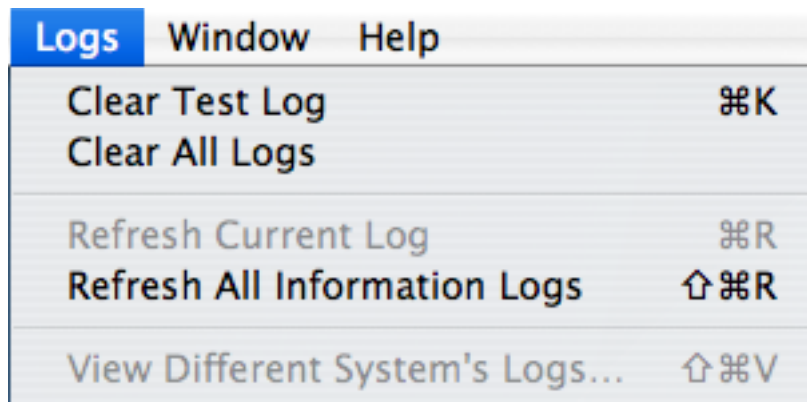 Logs Window Help
Clear Test Log ⌘K
Clear All Logs
Refresh Current Log ⌘R
Refresh All Information Logs ⇧⌘R
View Different System's Logs... ⇧⌘V